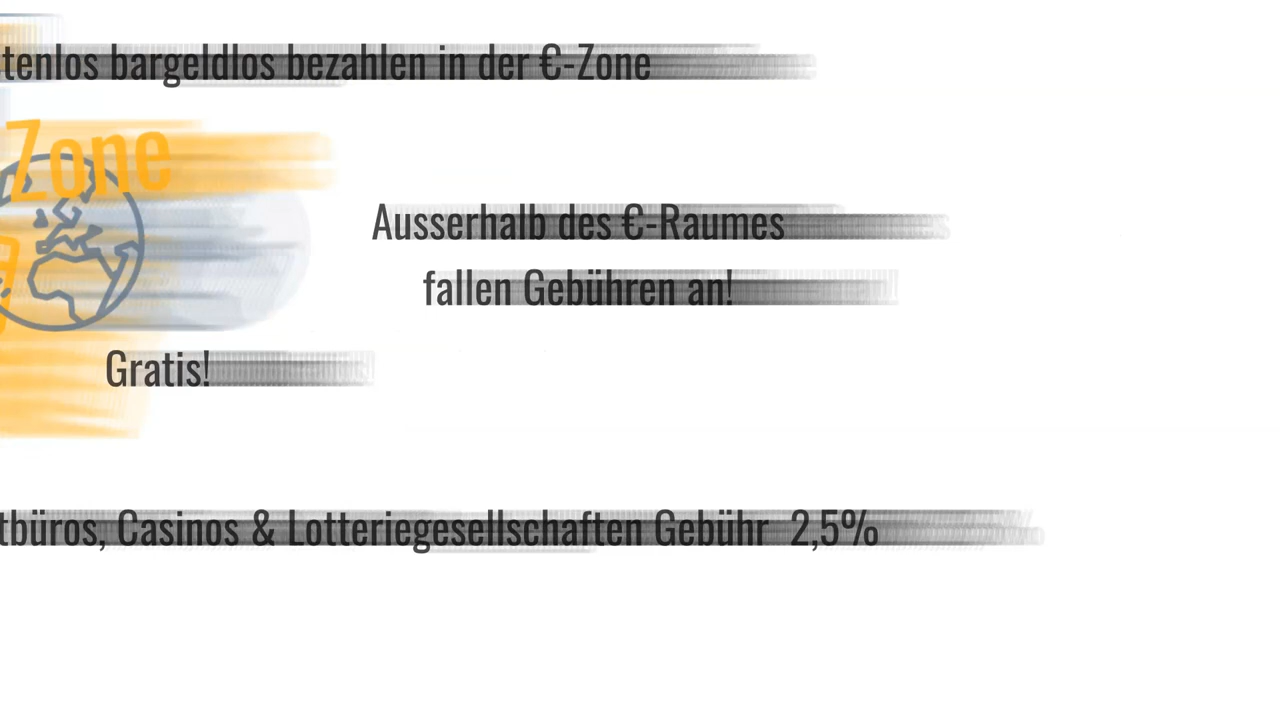 tenlos bargeldlos bezahlen in der €-Zone
Zone
Ausserhalb des €-Raumes
fallen Gebühren an!
Gratis!
tbüros, Casinos & Lotteriegesellschaften Gebühr 2,5%